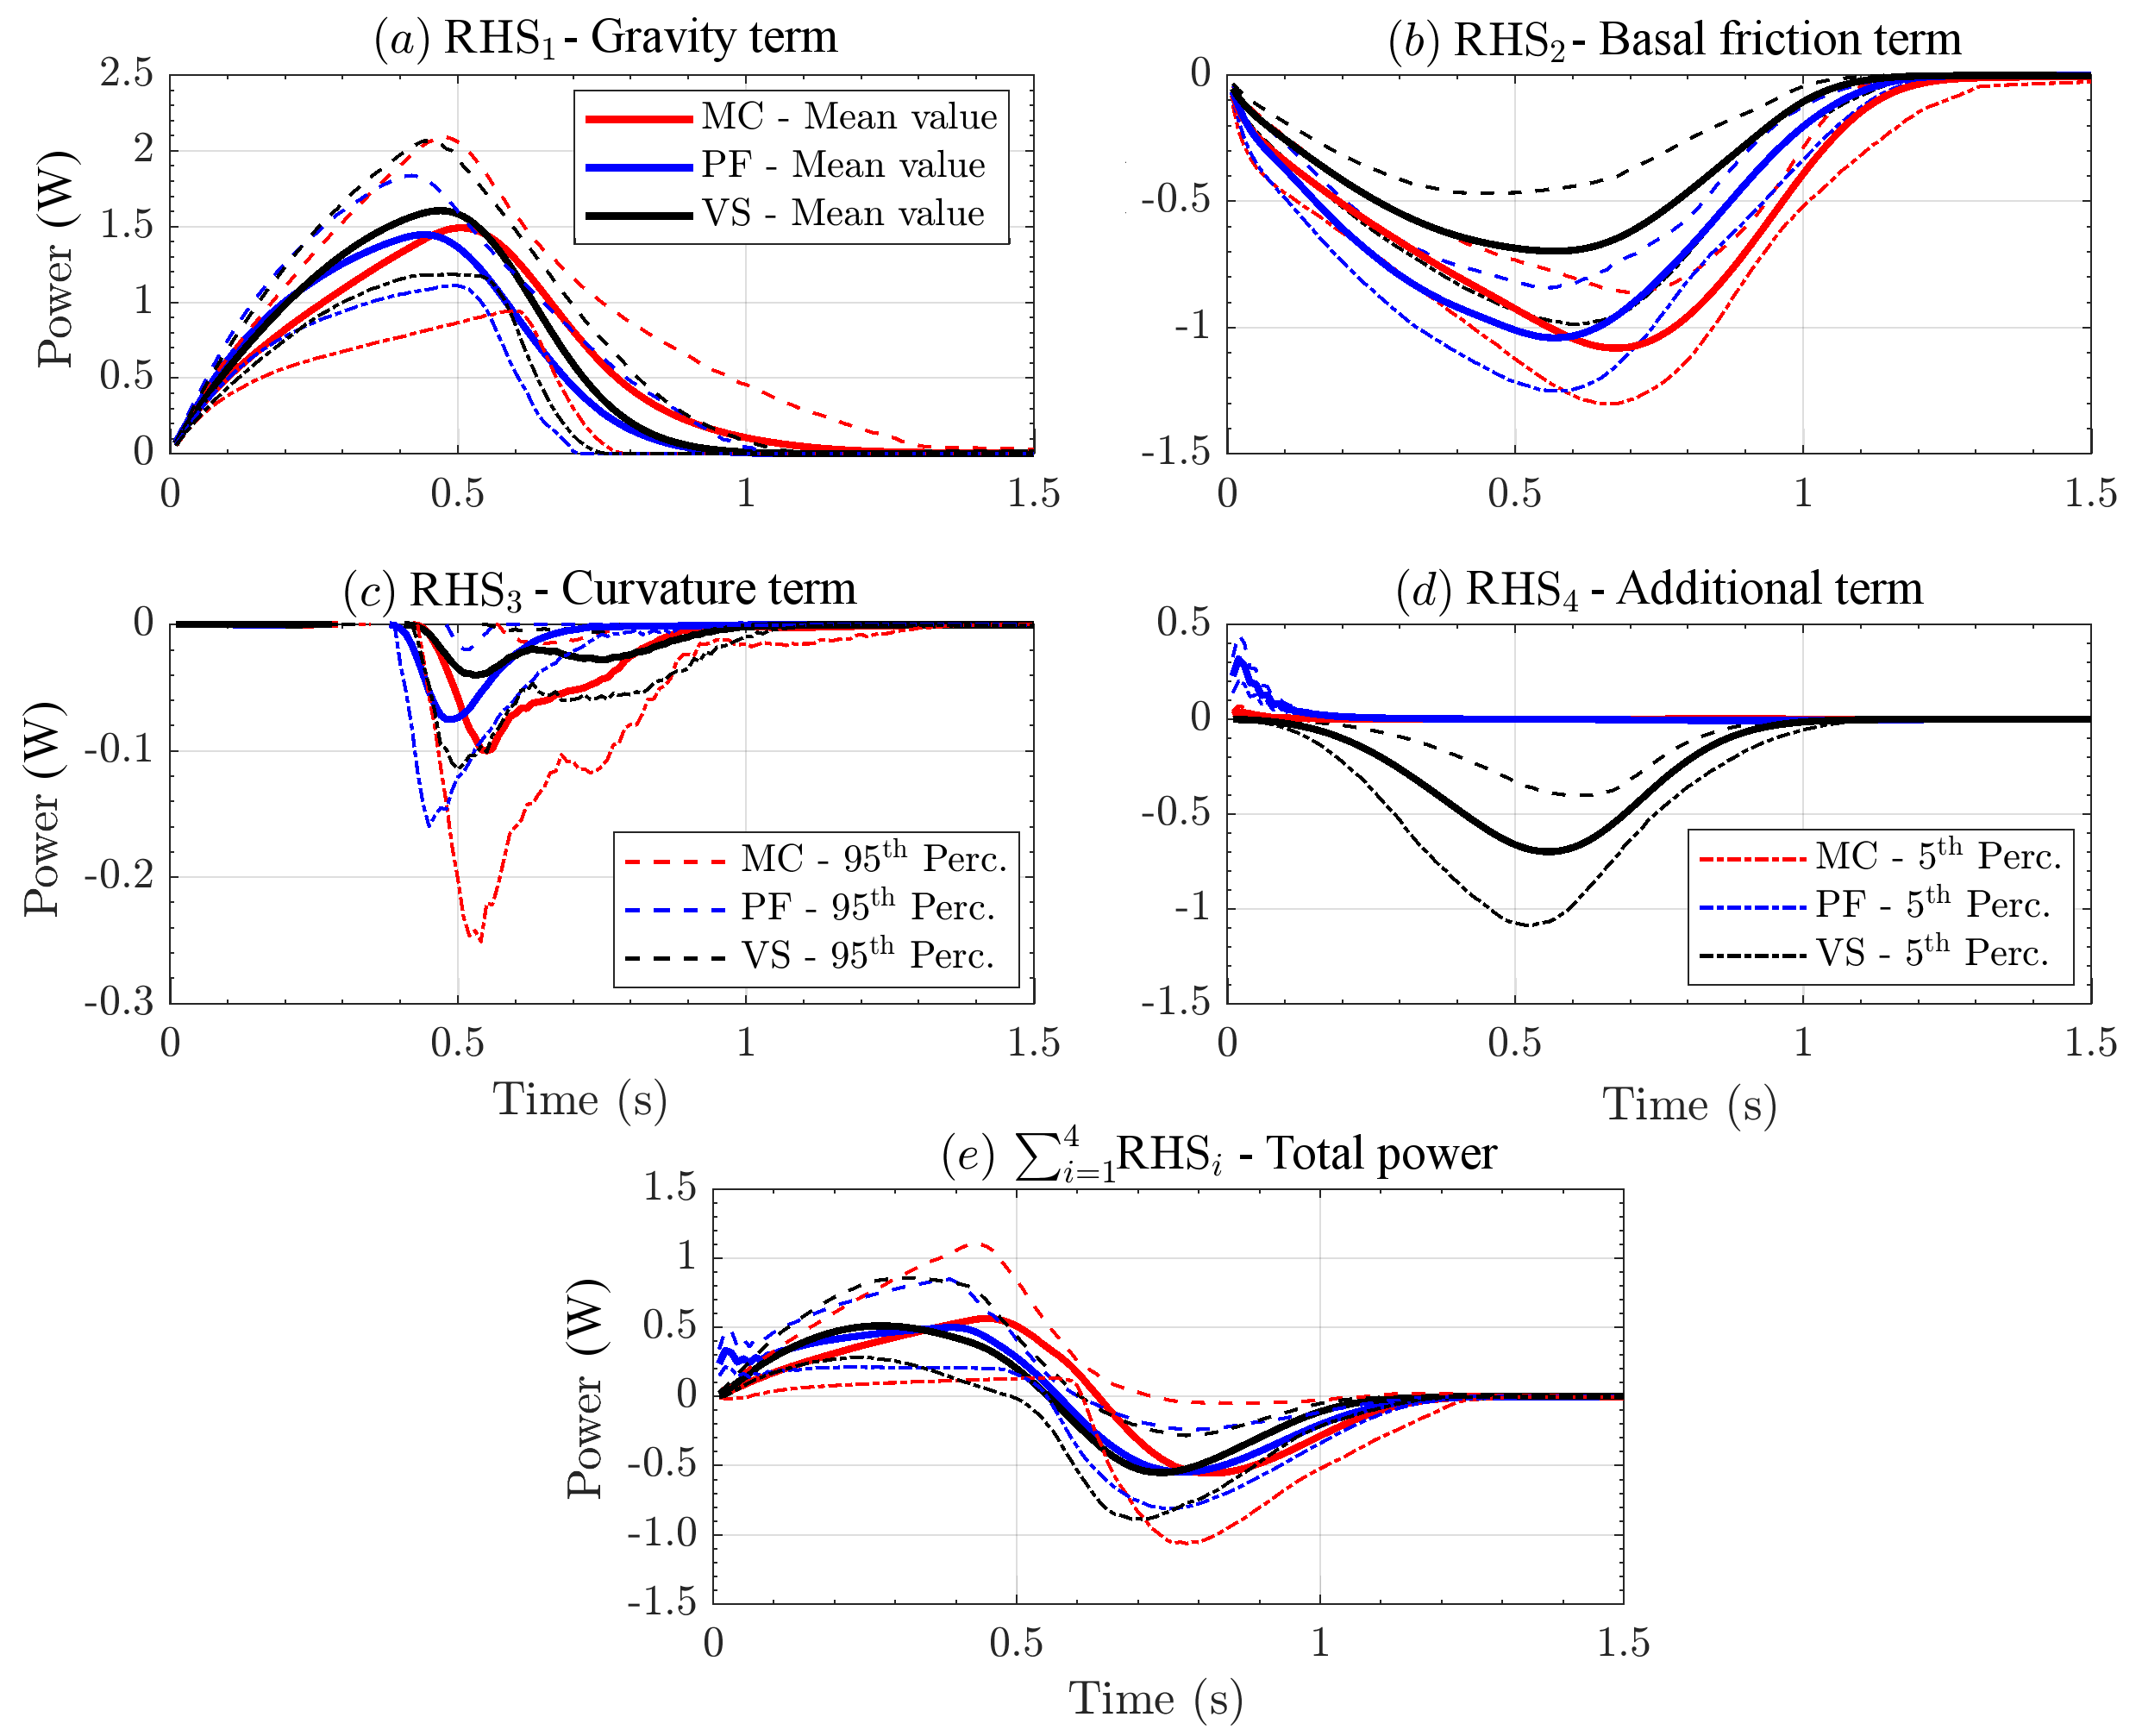 (a) RHS₁ - Gravity term
2.5
2
1.5
1
0.5
0
Power (W)
MC - Mean value
PF - Mean value
VS - Mean value
0 0.5 1 1.5
(b) RHS₂ - Basal friction term
0
-0.5
-1
-1.5
0 0.5 1 1.5
(c) RHS₃ - Curvature term
0
-0.1
-0.2
-0.3
Power (W)
MC - 95ᵗʰ Perc.
PF - 95ᵗʰ Perc.
VS - 95ᵗʰ Perc.
0 0.5 1 1.5
Time (s)
(d) RHS₄ - Additional term
0.5
0
-0.5
-1
-1.5
MC - 5ᵗʰ Perc.
PF - 5ᵗʰ Perc.
VS - 5ᵗʰ Perc.
0 0.5 1 1.5
Time (s)
(e) ∑⁴ᵢ₌₁RHSᵢ - Total power
1.5
1
0.5
0
-0.5
-1.0
-1.5
Power (W)
0 0.5 1 1.5
Time (s)